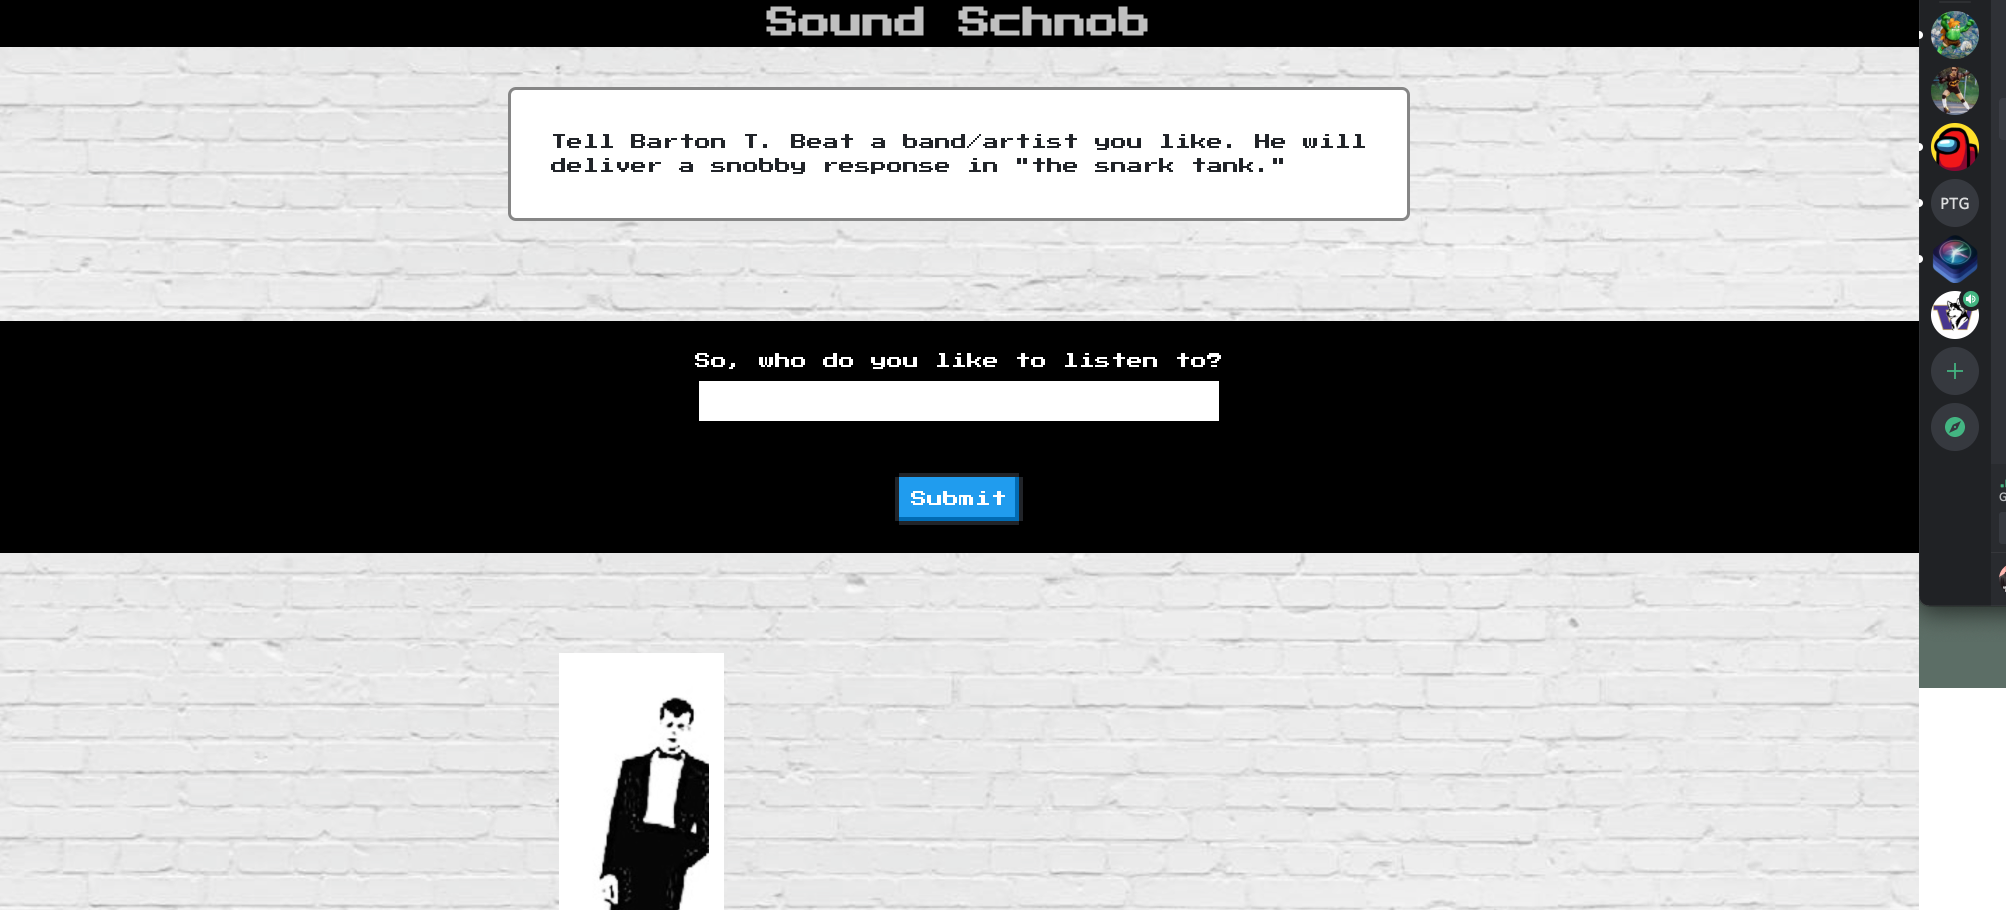 Sound Schnob
Tell Barton T. Beat a band/artist you like. He will
deliver a snobby response in "the snark tank."
So, who do you like to listen to?
Submit
PTG
W
G